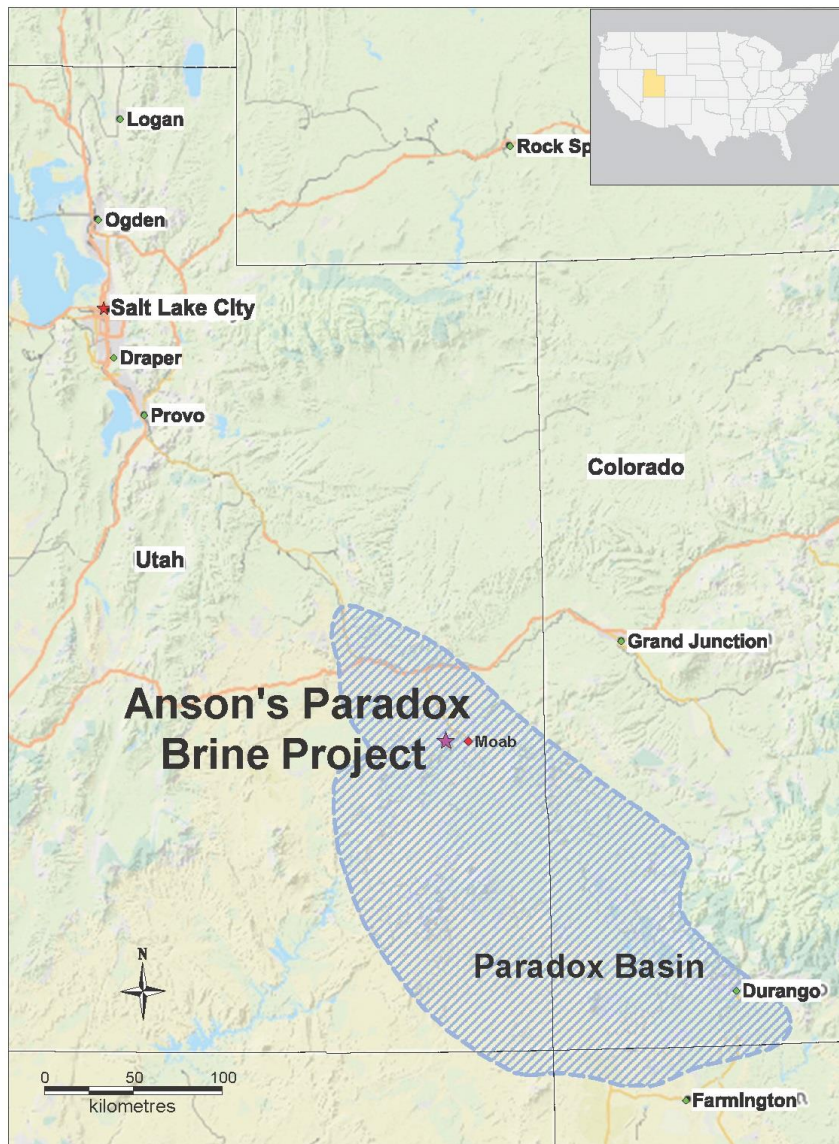 Logan
Rock Sp
Ogden
Salt Lake City
Draper
Provo
Colorado
Utah
Grand Junction
Anson's Paradox
Brine Project
Moab
Paradox Basin
N
Durango
0 50 100
kilometres
Farmington